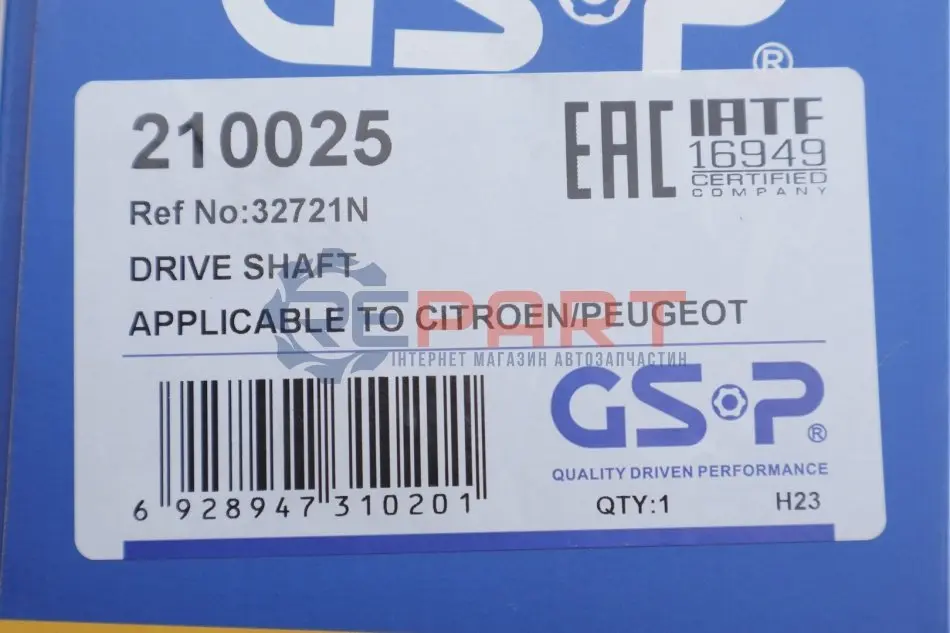 GSP®
210025
EAC
IATF
16949
CERTIFIED
COMPANY
Ref No:32721N
DRIVE SHAFT
REPART
APPLICABLE TO CITROEN/PEUGEOT
ІНТЕРНЕТ МАГАЗИН АВТОЗАПЧАСТИН
GSP®
QUALITY DRIVEN PERFORMANCE
6 928947 310201
QTY:1
H23